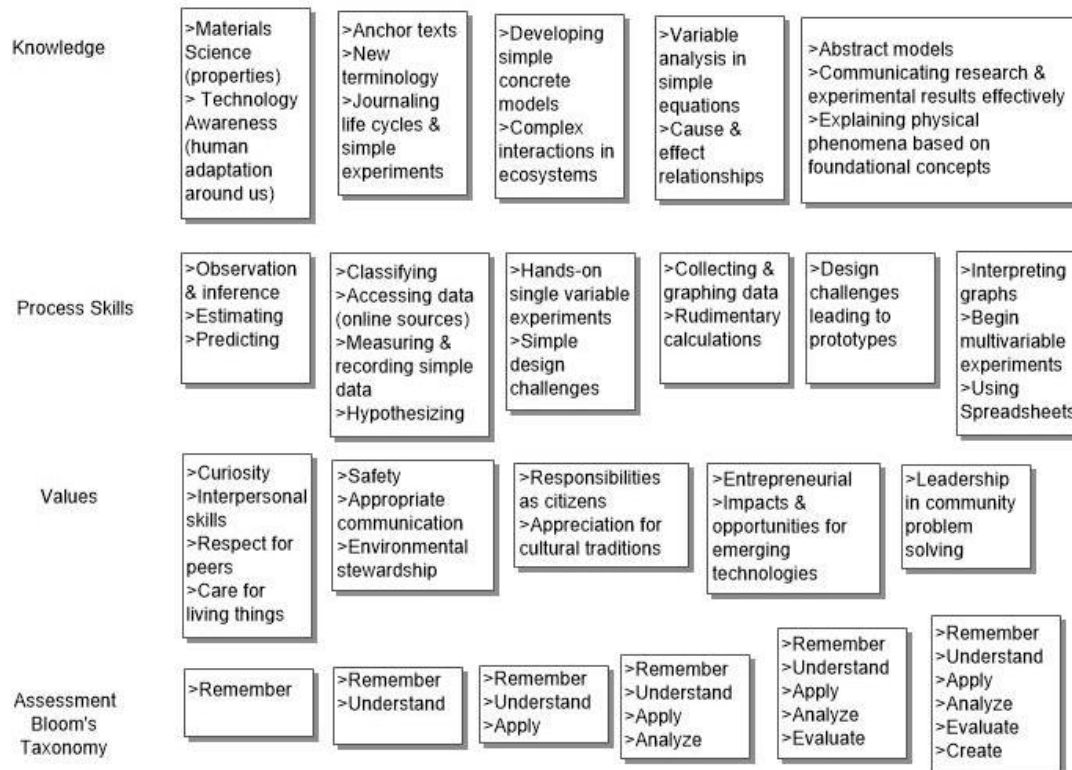 Knowledge
>Materials
Science
(properties)
> Technology
Awareness
(human
adaptation
around us)
>Anchor texts
>New
terminology
>Journaling
life cycles &
simple
experiments
>Developing
simple
concrete
models
>Complex
interactions in
ecosystems
>Variable
analysis in
simple
equations
>Cause &
effect
relationships
>Abstract models
>Communicating research &
experimental results effectively
>Explaining physical
phenomena based on
foundational concepts
Process Skills
>Observation
& inference
>Estimating
>Predicting
>Classifying
>Accessing data
(online sources)
>Measuring &
recording simple
data
>Hypothesizing
>Hands-on
single variable
experiments
>Simple
design
challenges
>Collecting &
graphing data
>Rudimentary
calculations
>Design
challenges
leading to
prototypes
>Interpreting
graphs
>Begin
multivariable
experiments
>Using
Spreadsheets
Values
>Curiosity
>Interpersonal
skills
>Respect for
peers
>Care for
living things
>Safety
>Appropriate
communication
>Environmental
stewardship
>Responsibilities
as citizens
>Appreciation for
cultural traditions
>Entrepreneurial
>Impacts &
opportunities for
emerging
technologies
>Leadership
in community
problem
solving
Assessment
Bloom's
Taxonomy
>Remember
>Remember
>Understand
>Remember
>Understand
>Apply
>Remember
>Understand
>Apply
>Analyze
>Remember
>Understand
>Apply
>Analyze
>Evaluate
>Remember
>Understand
>Apply
>Analyze
>Evaluate
>Create